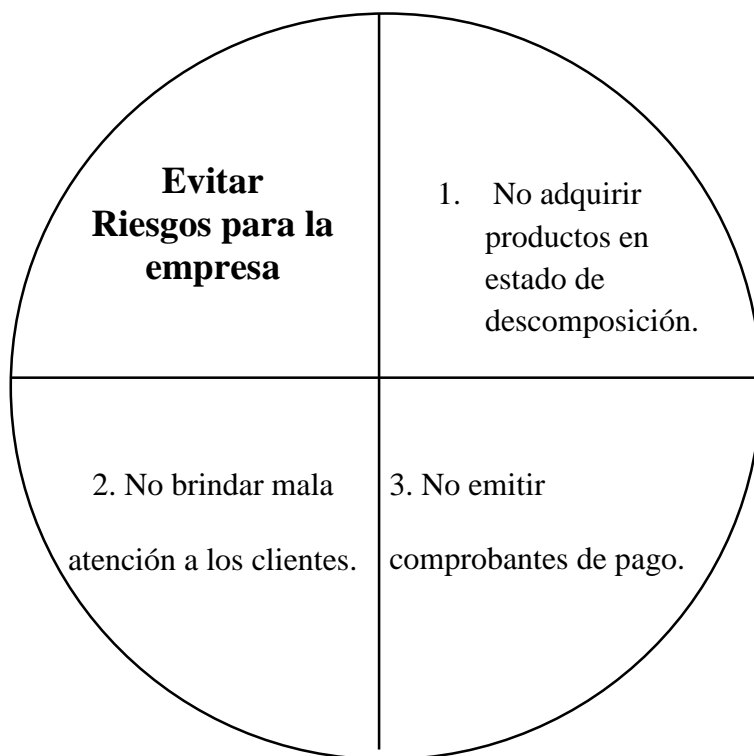 Evitar
Riesgos para la
empresa
1. No adquirir
productos en
estado de
descomposición.
2. No brindar mala
atención a los clientes.
3. No emitir
comprobantes de pago.